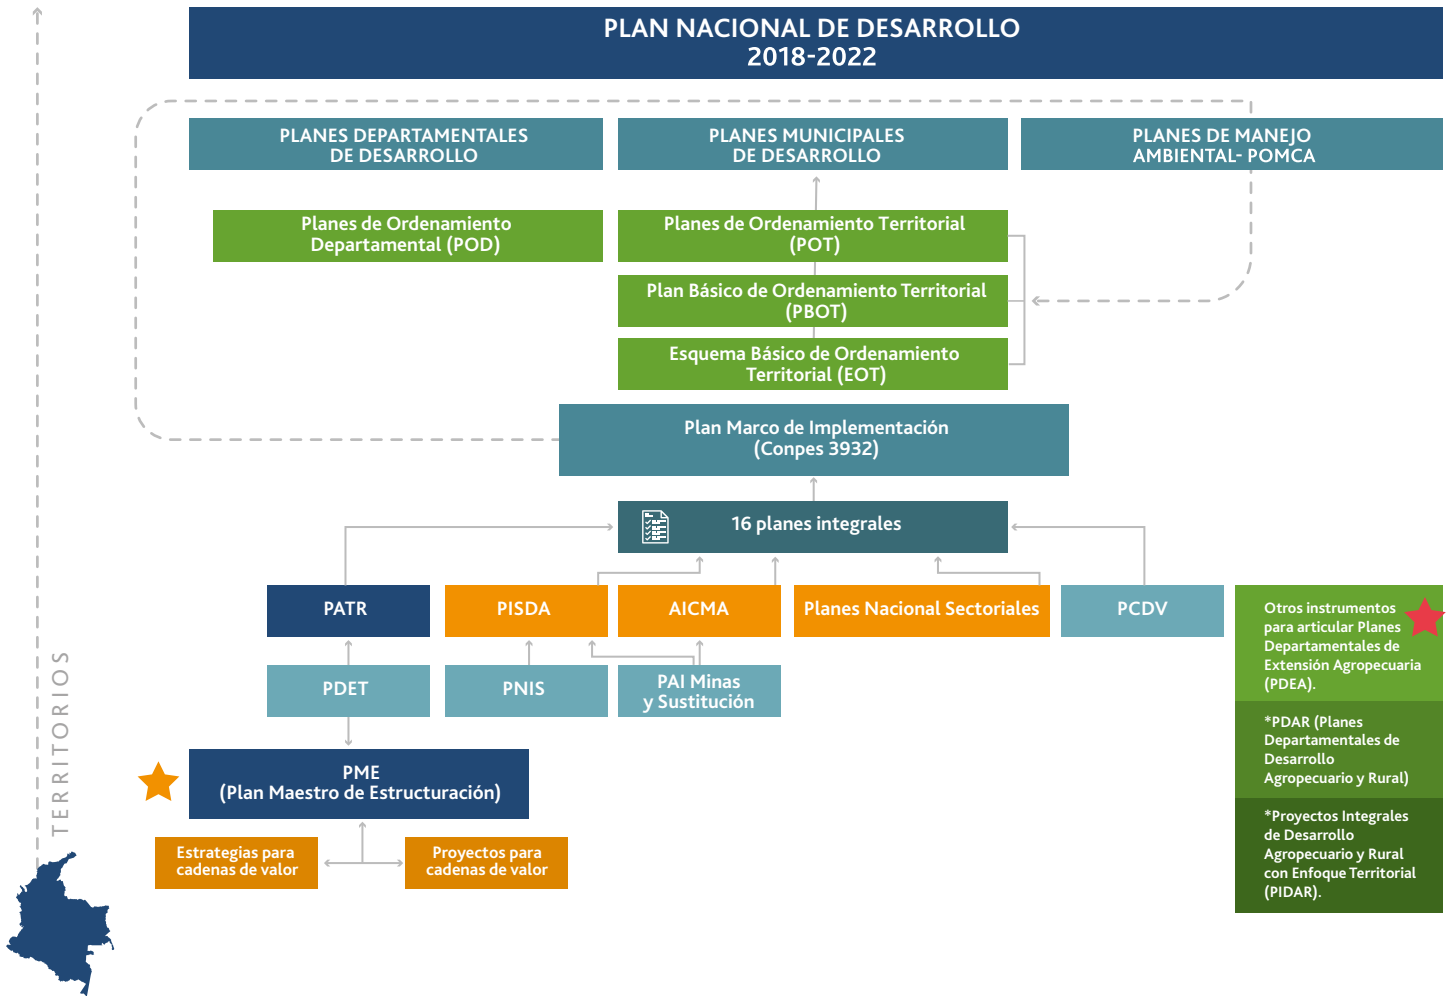 PLAN NACIONAL DE DESARROLLO
2018-2022
PLANES DEPARTAMENTALES
DE DESARROLLO
PLANES MUNICIPALES
DE DESARROLLO
PLANES DE MANEJO
AMBIENTAL- POMCA
Planes de Ordenamiento
Departamental (POD)
Planes de Ordenamiento Territorial
(POT)
Plan Básico de Ordenamiento Territorial
(PBOT)
Esquema Básico de Ordenamiento
Territorial (EOT)
Plan Marco de Implementación
(Conpes 3932)
16 planes integrales
PATR
PISDA
AICMA
Planes Nacional Sectoriales
PCDV
PDET
PNIS
PAI Minas
y Sustitución
PME
(Plan Maestro de Estructuración)
Estrategias para
cadenas de valor
Proyectos para
cadenas de valor
Otros instrumentos
para articular Planes
Departamentales de
Extensión Agropecuaria
(PDEA).
*PDAR (Planes
Departamentales de
Desarrollo
Agropecuario y Rural)
*Proyectos Integrales
de Desarrollo
Agropecuario y Rural
con Enfoque Territorial
(PIDAR).
TERRITORIOS